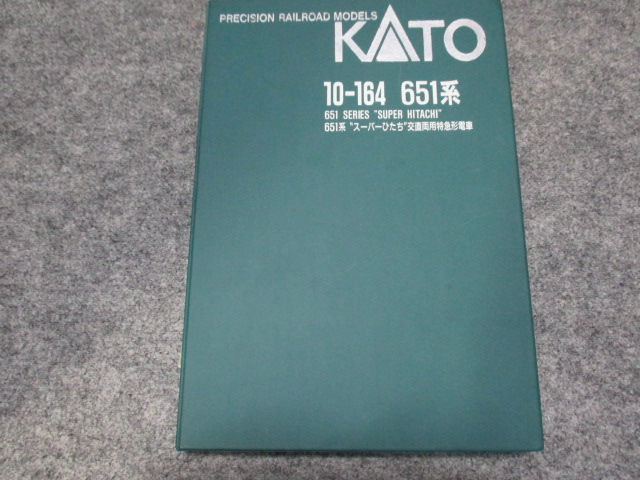 PRECISION RAILROAD MODELS
KATO
10-164 651系
651 SERIES "SUPER HITACHI"
651系 "スーパーひたち"交直両用特急形電車